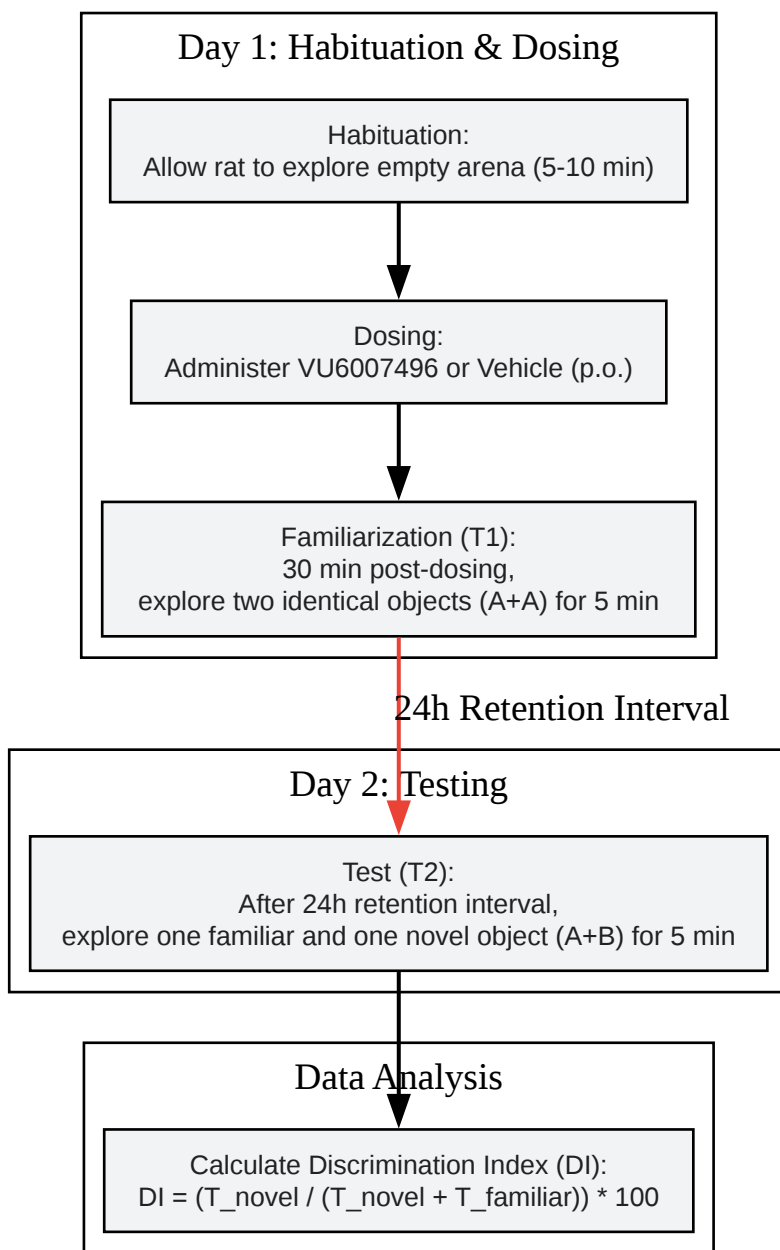 Day 1: Habituation & Dosing
Habituation:
Allow rat to explore empty arena (5-10 min)
Dosing:
Administer VU6007496 or Vehicle (p.o.)
Familiarization (T1):
30 min post-dosing,
explore two identical objects (A+A) for 5 min
24h Retention Interval
Day 2: Testing
Test (T2):
After 24h retention interval,
explore one familiar and one novel object (A+B) for 5 min
Data Analysis
Calculate Discrimination Index (DI):
DI = (T_novel / (T_novel + T_familiar)) * 100